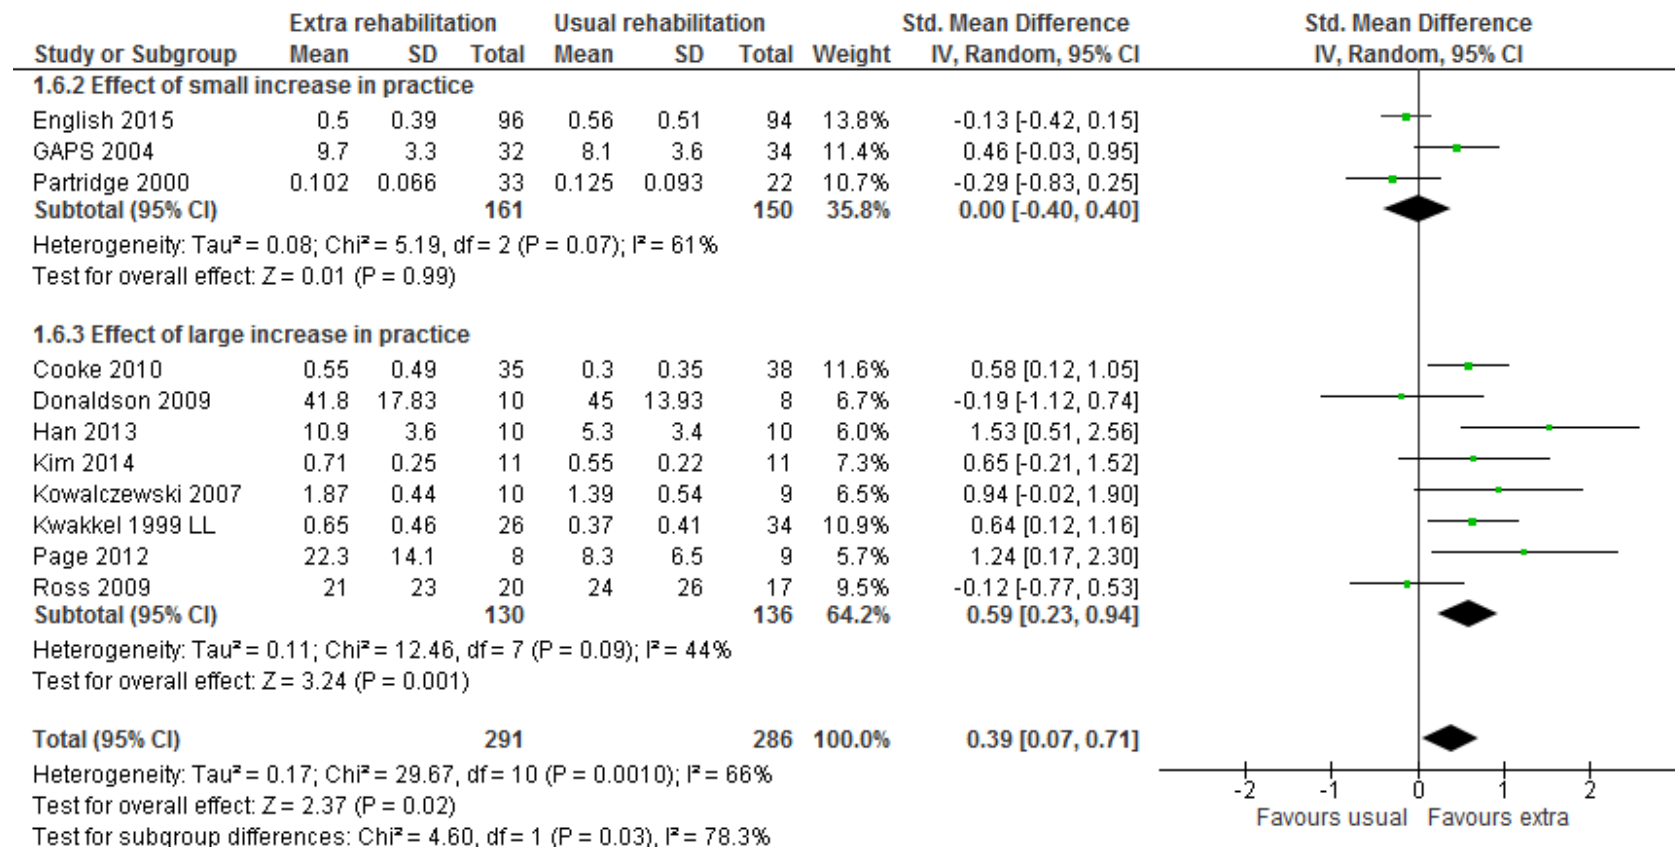 Extra rehabilitation Usual rehabilitation Std. Mean Difference Std. Mean Difference
Study or Subgroup Mean SD Total Mean SD Total Weight IV, Random, 95% CI IV, Random, 95% CI
1.6.2 Effect of small increase in practice
English 2015 0.5 0.39 96 0.56 0.51 94 13.8% -0.13 [-0.42, 0.15]
GAPS 2004 9.7 3.3 32 8.1 3.6 34 11.4% 0.46 [-0.03, 0.95]
Partridge 2000 0.102 0.066 33 0.125 0.093 22 10.7% -0.29 [-0.83, 0.25]
Subtotal (95% CI) 161 150 35.8% 0.00 [-0.40, 0.40]
Heterogeneity: Tau² = 0.08; Chi² = 5.19, df = 2 (P = 0.07); I² = 61%
Test for overall effect: Z = 0.01 (P = 0.99)
1.6.3 Effect of large increase in practice
Cooke 2010 0.55 0.49 35 0.3 0.35 38 11.6% 0.58 [0.12, 1.05]
Donaldson 2009 41.8 17.83 10 45 13.93 8 6.7% -0.19 [-1.12, 0.74]
Han 2013 10.9 3.6 10 5.3 3.4 10 6.0% 1.53 [0.51, 2.56]
Kim 2014 0.71 0.25 11 0.55 0.22 11 7.3% 0.65 [-0.21, 1.52]
Kowalczewski 2007 1.87 0.44 10 1.39 0.54 9 6.5% 0.94 [-0.02, 1.90]
Kwakkel 1999 LL 0.65 0.46 26 0.37 0.41 34 10.9% 0.64 [0.12, 1.16]
Page 2012 22.3 14.1 8 8.3 6.5 9 5.7% 1.24 [0.17, 2.30]
Ross 2009 21 23 20 24 26 17 9.5% -0.12 [-0.77, 0.53]
Subtotal (95% CI) 130 136 64.2% 0.59 [0.23, 0.94]
Heterogeneity: Tau² = 0.11; Chi² = 12.46, df = 7 (P = 0.09); I² = 44%
Test for overall effect: Z = 3.24 (P = 0.001)
Total (95% CI) 291 286 100.0% 0.39 [0.07, 0.71]
Heterogeneity: Tau² = 0.17; Chi² = 29.67, df = 10 (P = 0.0010); I² = 66%
Test for overall effect: Z = 2.37 (P = 0.02)
Test for subgroup differences: Chi² = 4.60, df = 1 (P = 0.03), I² = 78.3%
-2 -1 0 1 2
Favours usual Favours extra